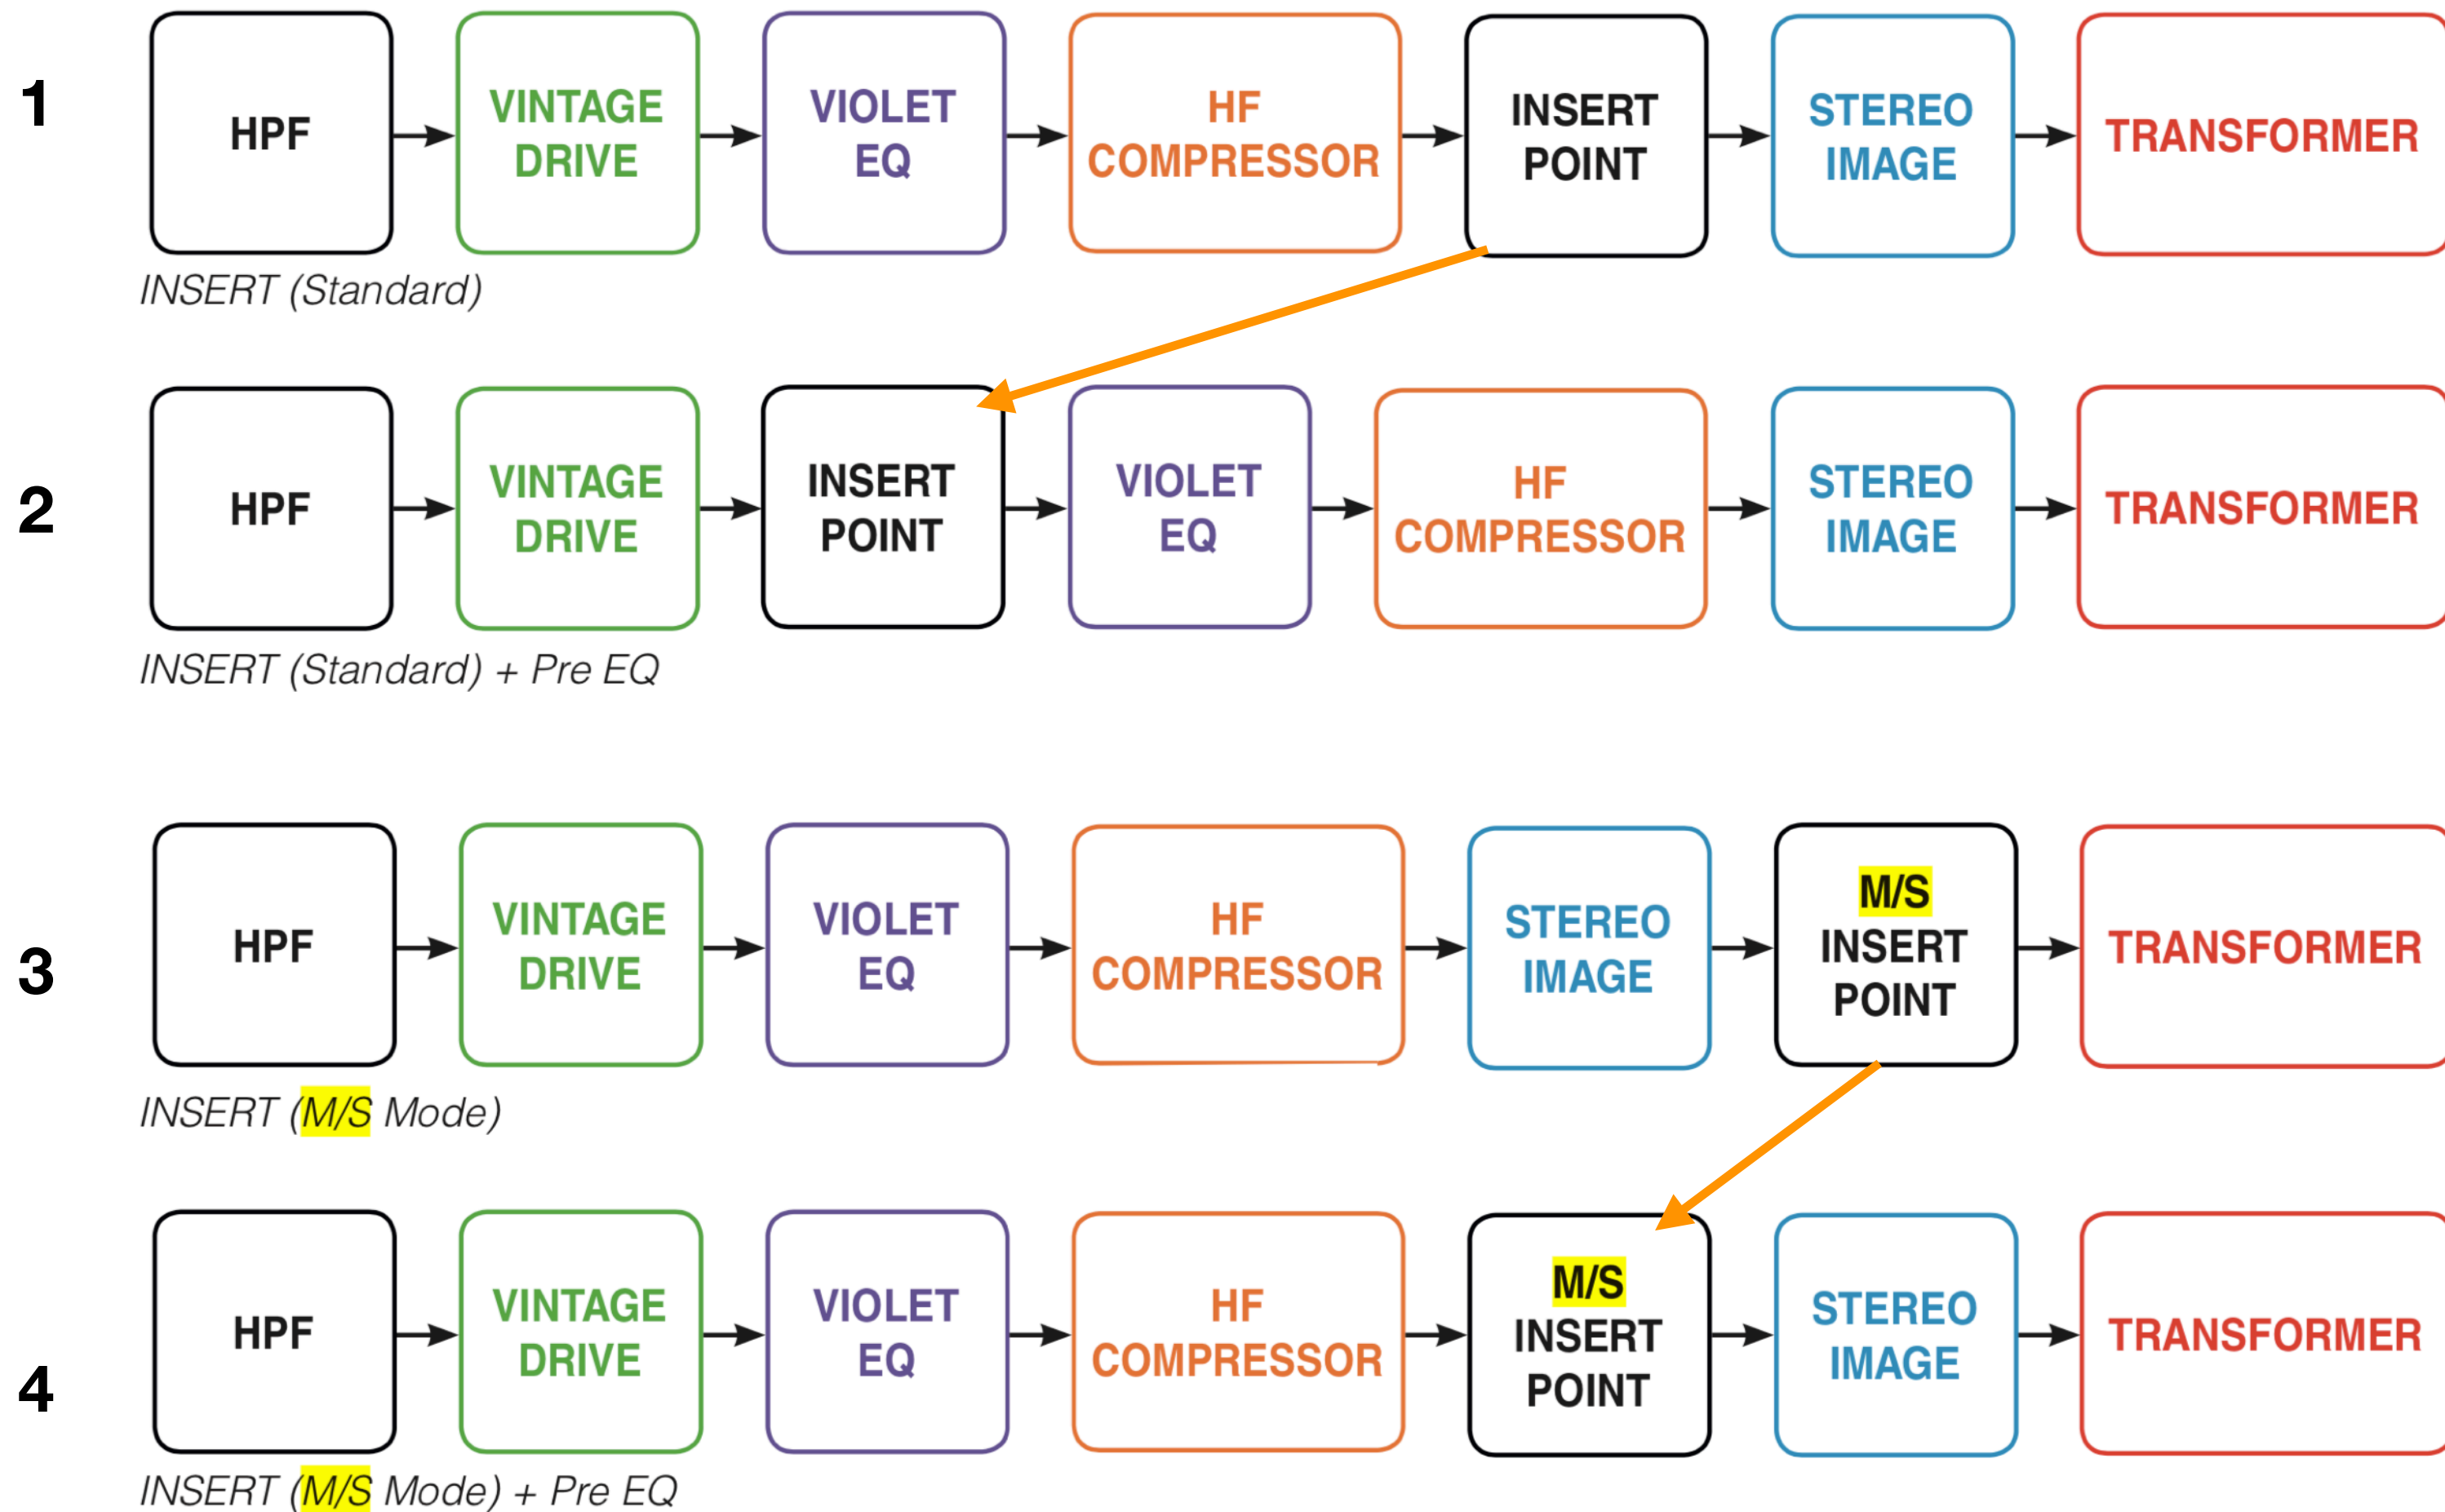 1
HPF
VINTAGE
DRIVE
VIOLET
EQ
HF
COMPRESSOR
INSERT
POINT
STEREO
IMAGE
TRANSFORMER
INSERT (Standard)
2
HPF
VINTAGE
DRIVE
INSERT
POINT
VIOLET
EQ
HF
COMPRESSOR
STEREO
IMAGE
TRANSFORMER
INSERT (Standard) + Pre EQ
3
HPF
VINTAGE
DRIVE
VIOLET
EQ
HF
COMPRESSOR
STEREO
IMAGE
M/S
INSERT
POINT
TRANSFORMER
INSERT (M/S Mode)
4
HPF
VINTAGE
DRIVE
VIOLET
EQ
HF
COMPRESSOR
M/S
INSERT
POINT
STEREO
IMAGE
TRANSFORMER
INSERT (M/S Mode) + Pre EQ